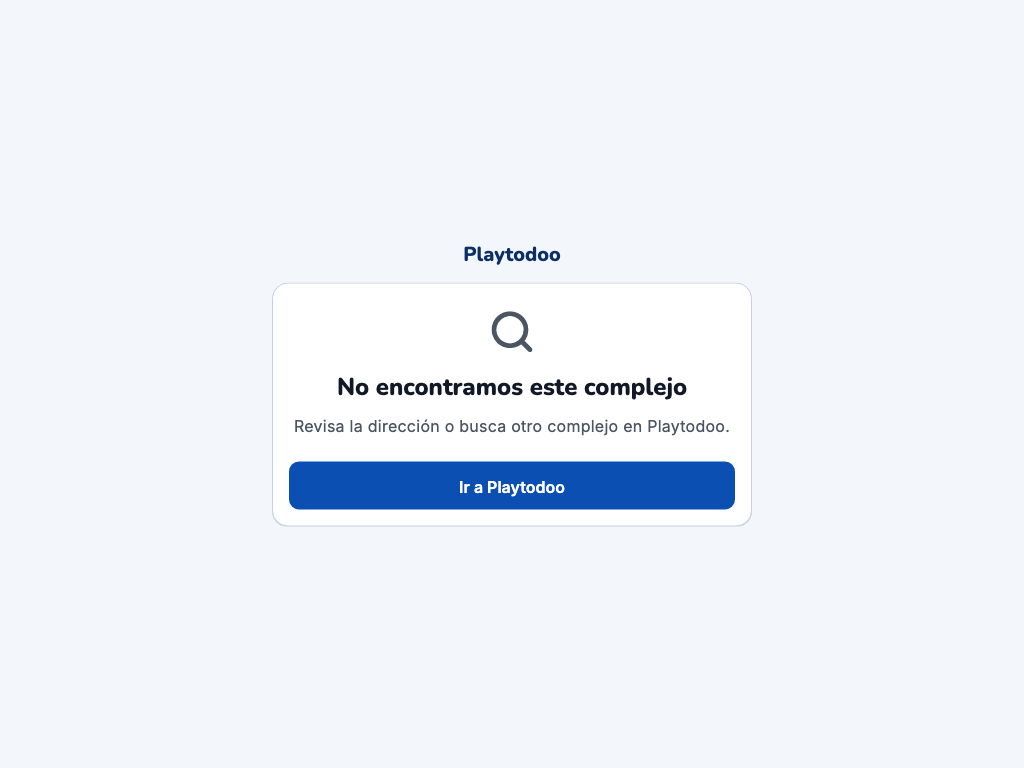 Playtodoo
No encontramos este complejo
Revisa la dirección o busca otro complejo en Playtodoo.
Ir a Playtodoo